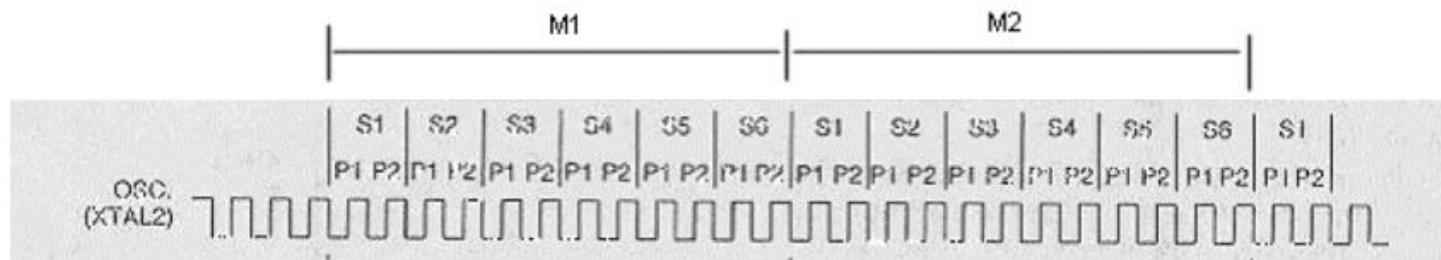 M1 M2
S1 S2 S3 S4 S5 S6 S1 S2 S3 S4 S5 S6 S1
P1 P2 P1 P2 P1 P2 P1 P2 P1 P2 P1 P2 P1 P2 P1 P2 P1 P2 P1 P2 P1 P2 P1 P2 P1 P2
OSC.
(XTAL2)